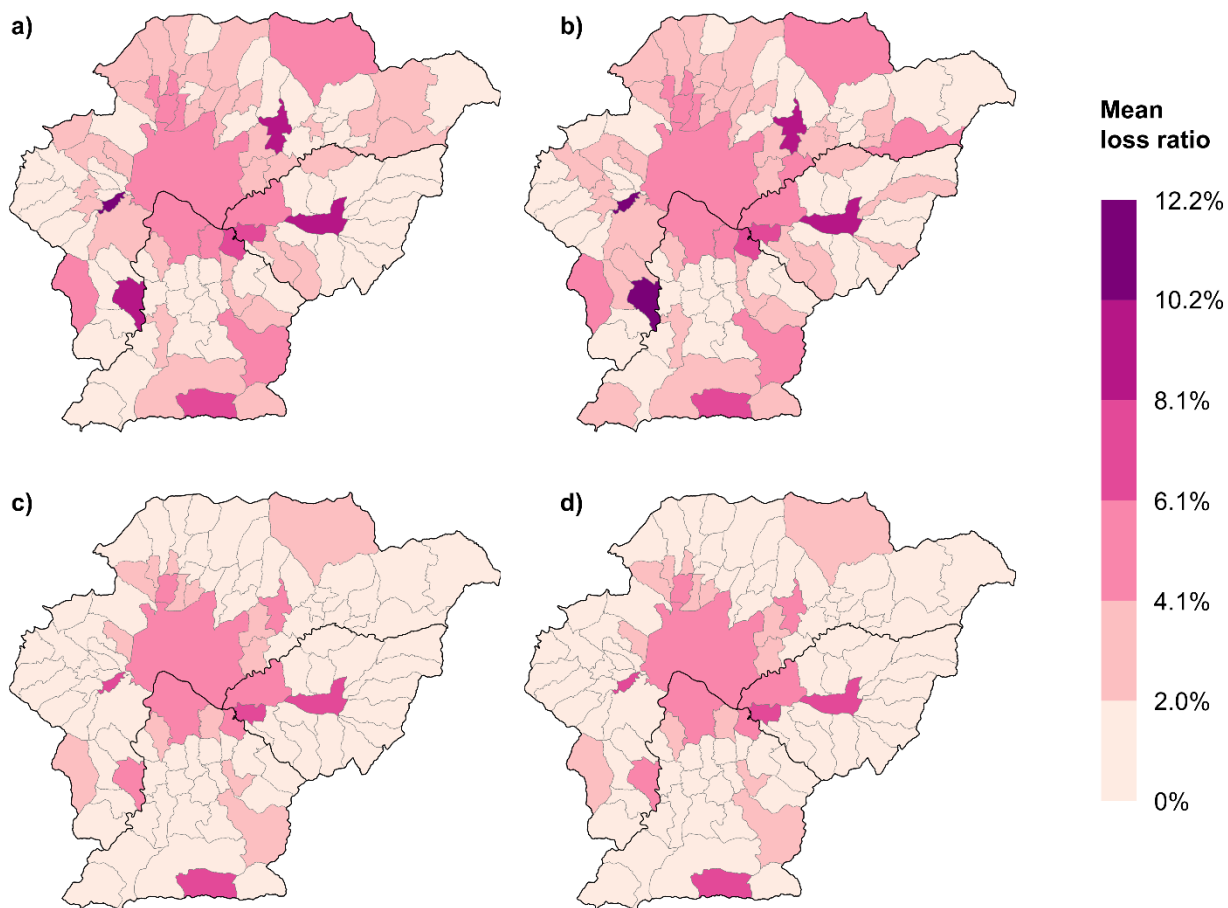 a)
b)
Mean
loss ratio
12.2%
10.2%
8.1%
6.1%
4.1%
2.0%
0%
c)
d)